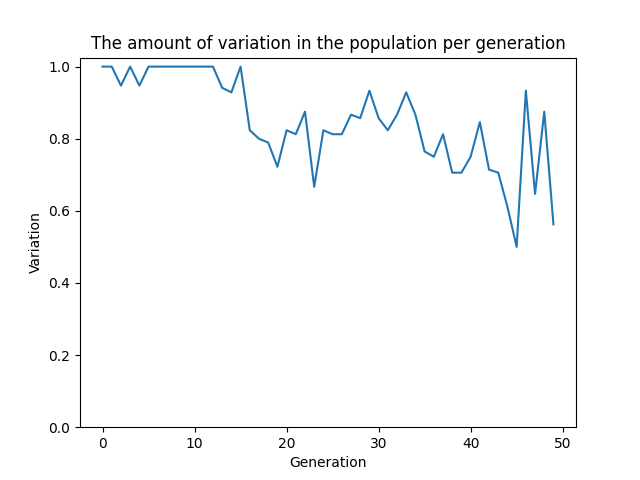 The amount of variation in the population per generation
1.0
0.8
0.6
0.4
0.2
0.0
Variation
0 10 20 30 40 50
Generation